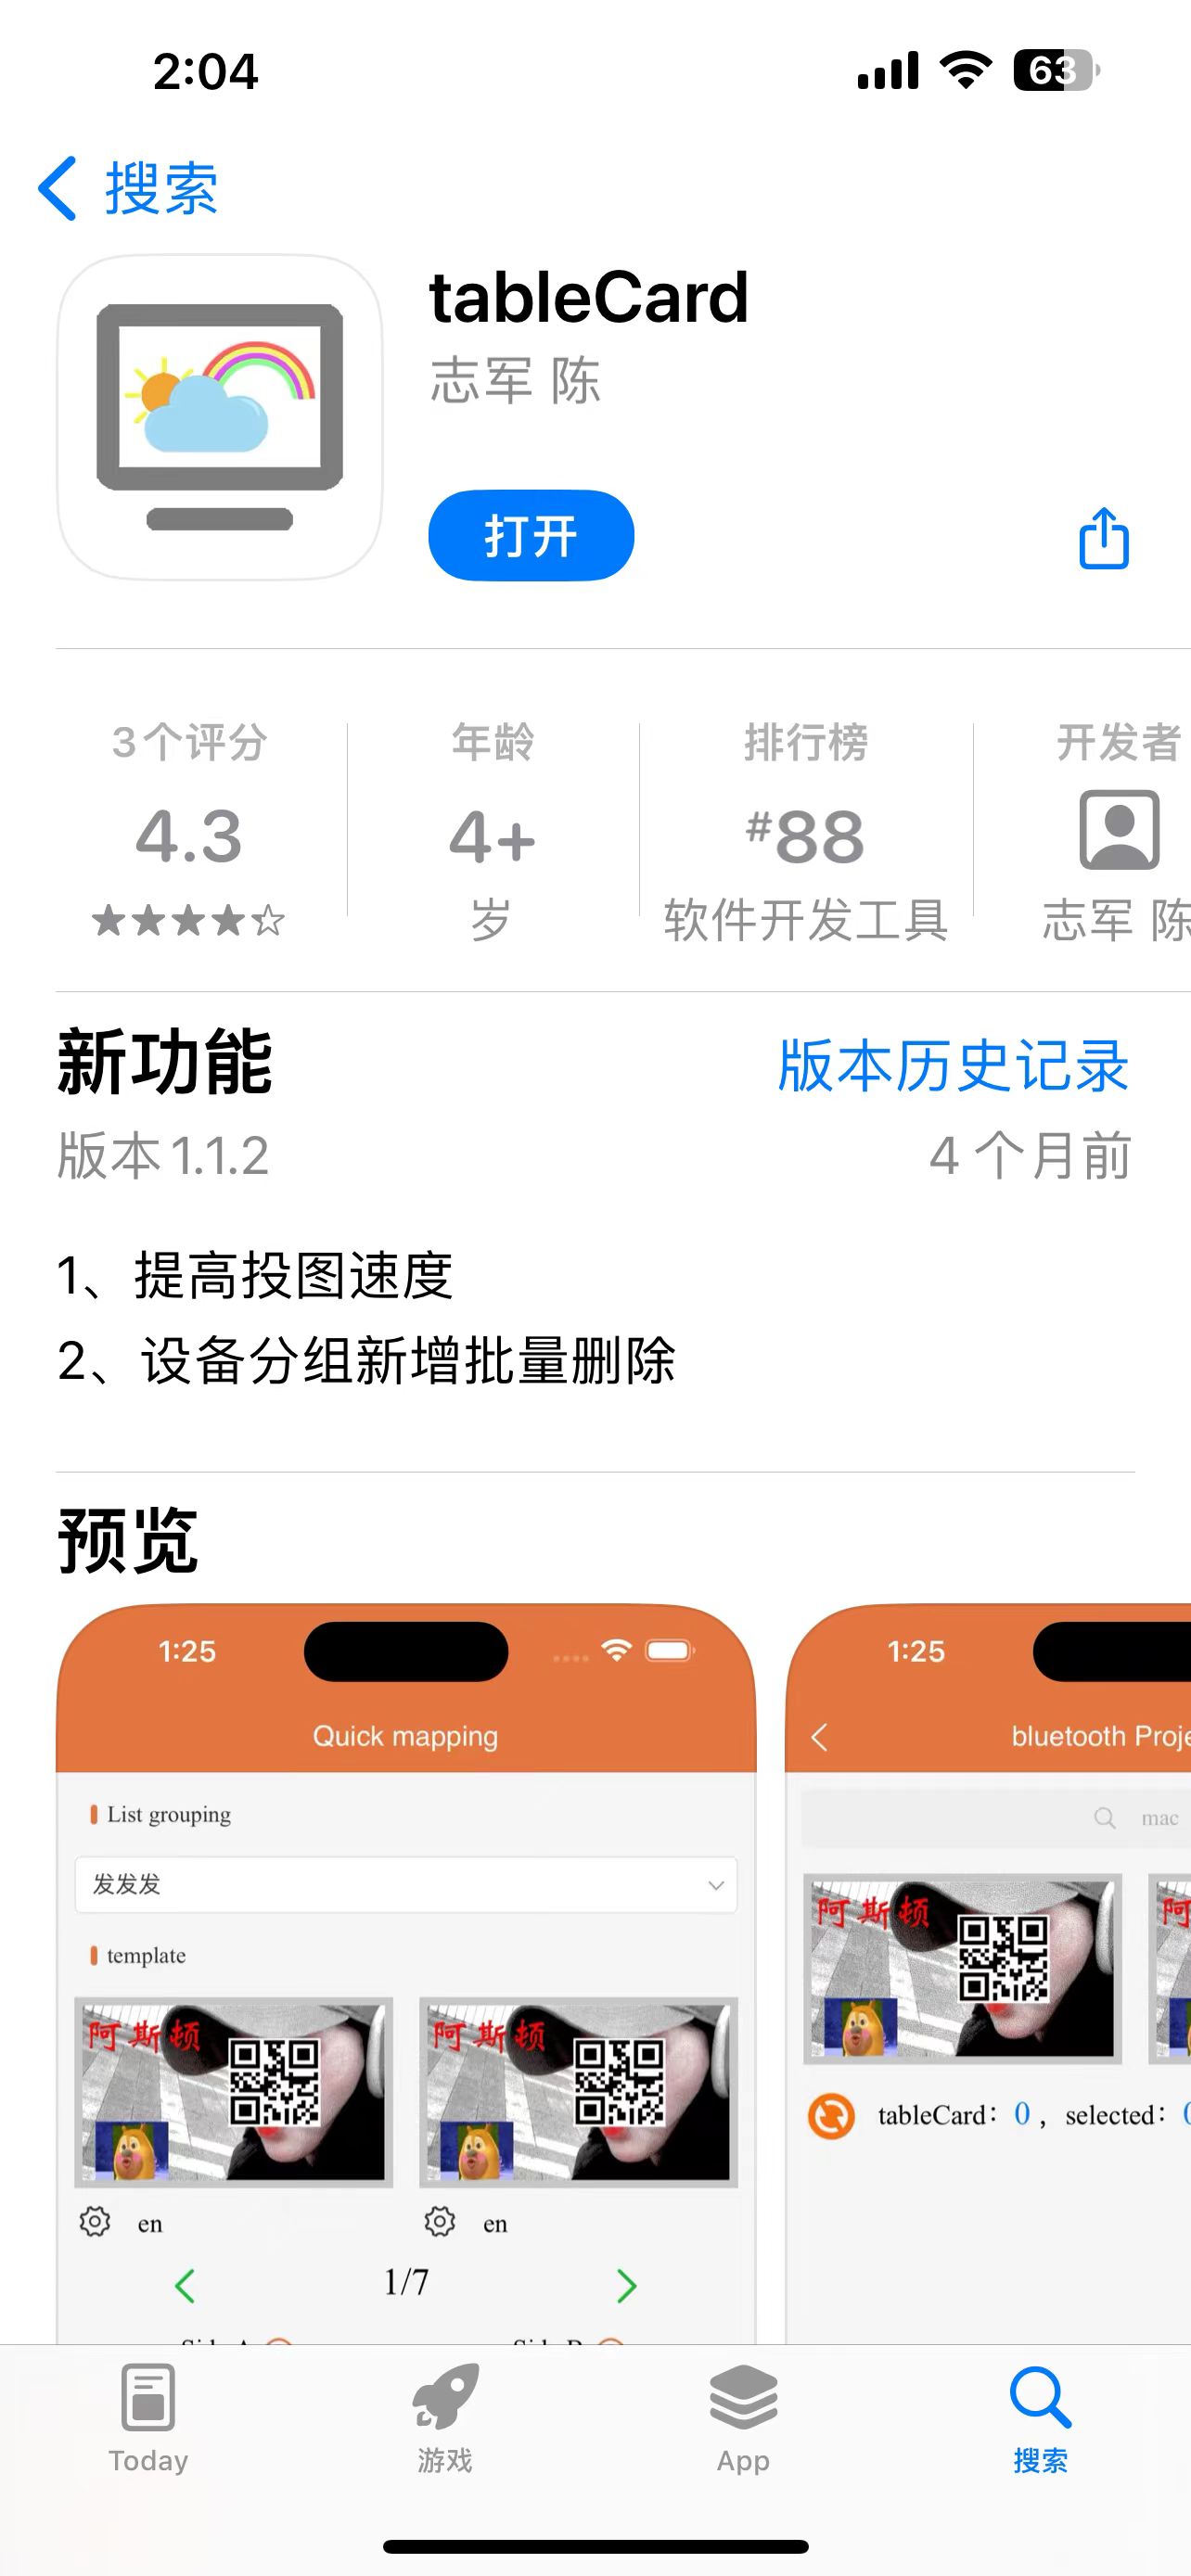 2:04
63
搜索
tableCard
志军 陈
打开
3个评分
年龄
排行榜
开发者
4.3
4+
#88
岁
软件开发工具
志军 陈
新功能
版本历史记录
版本 1.1.2
4 个月前
1、提高投图速度
2、设备分组新增批量删除
预览
1:25
1:25
Quick mapping
bluetooth
List grouping
mac
发发发
阿斯顿
template
阿斯顿
阿斯顿
tableCard: 0 , selected:
en
en
1/7
Today
游戏
App
搜索